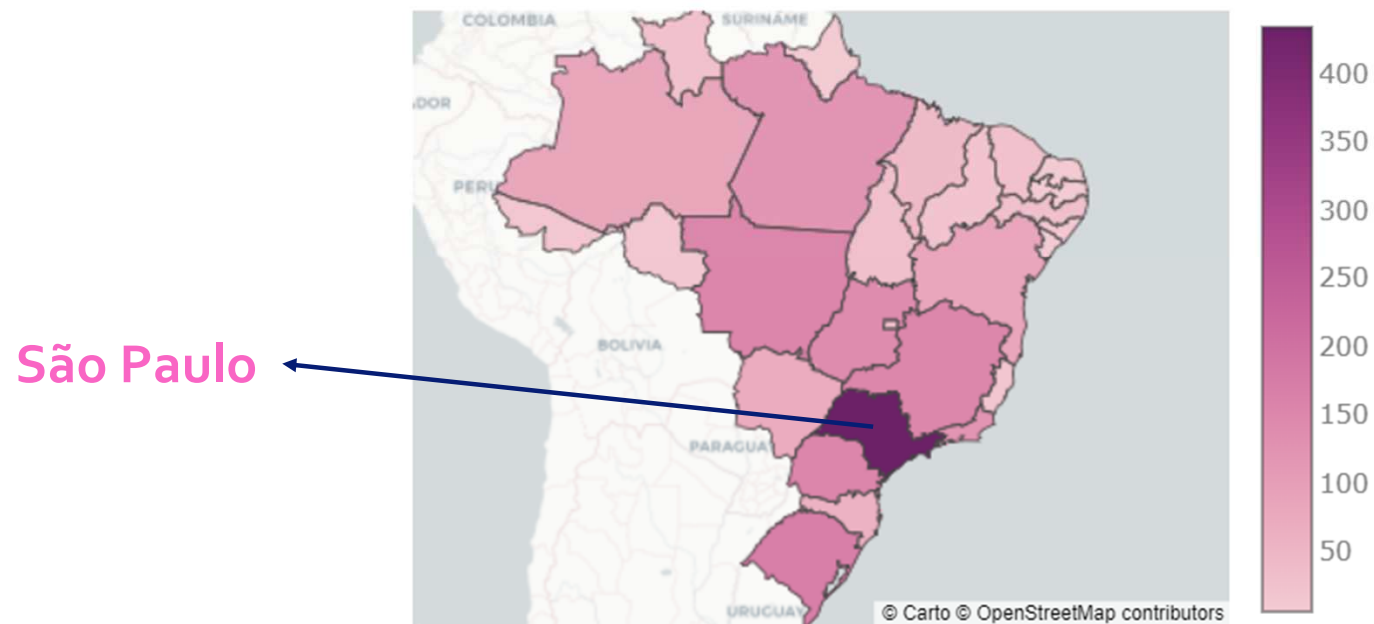 COLOMBIA
SURINAME
ADOR
PERU
São Paulo
BOLIVIA
PARAGUA
URUGUAY
© Carto © OpenStreetMap contributors
400
350
300
250
200
150
100
50